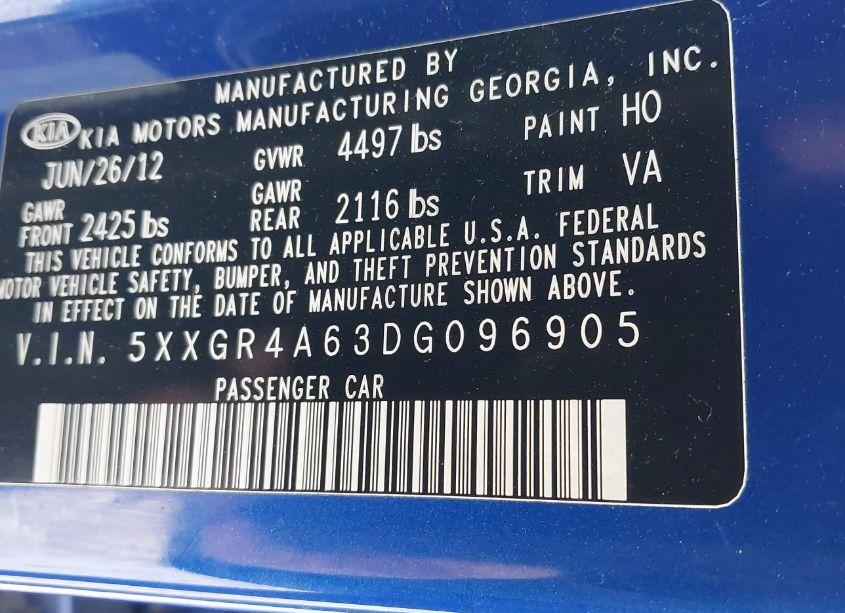 MANUFACTURED BY
KIA KIA MOTORS MANUFACTURING GEORGIA, INC.
JUN/26/12 GVWR 4497 lbs PAINT HO
GAWR FRONT 2425 lbs GAWR REAR 2116 lbs TRIM VA
THIS VEHICLE CONFORMS TO ALL APPLICABLE U.S.A. FEDERAL
MOTOR VEHICLE SAFETY, BUMPER, AND THEFT PREVENTION STANDARDS
IN EFFECT ON THE DATE OF MANUFACTURE SHOWN ABOVE.
V.I.N. 5XXGR4A63DG096905
PASSENGER CAR